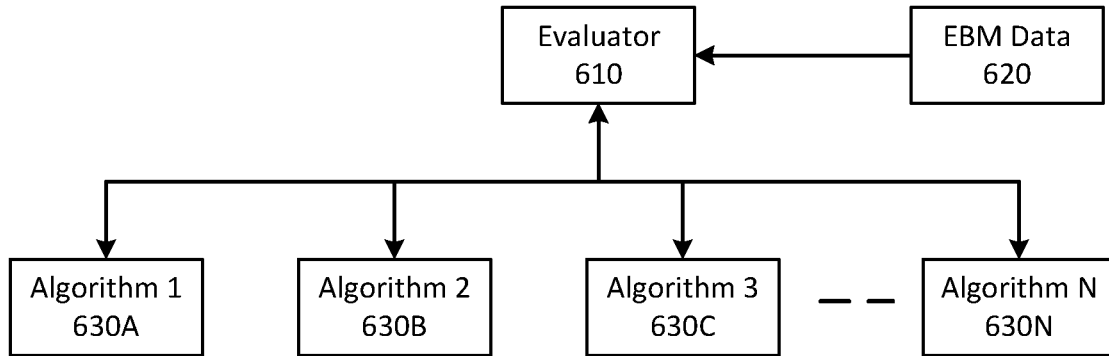 Evaluator
610
EBM Data
620
Algorithm 1
630A
Algorithm 2
630B
Algorithm 3
630C
Algorithm N
630N